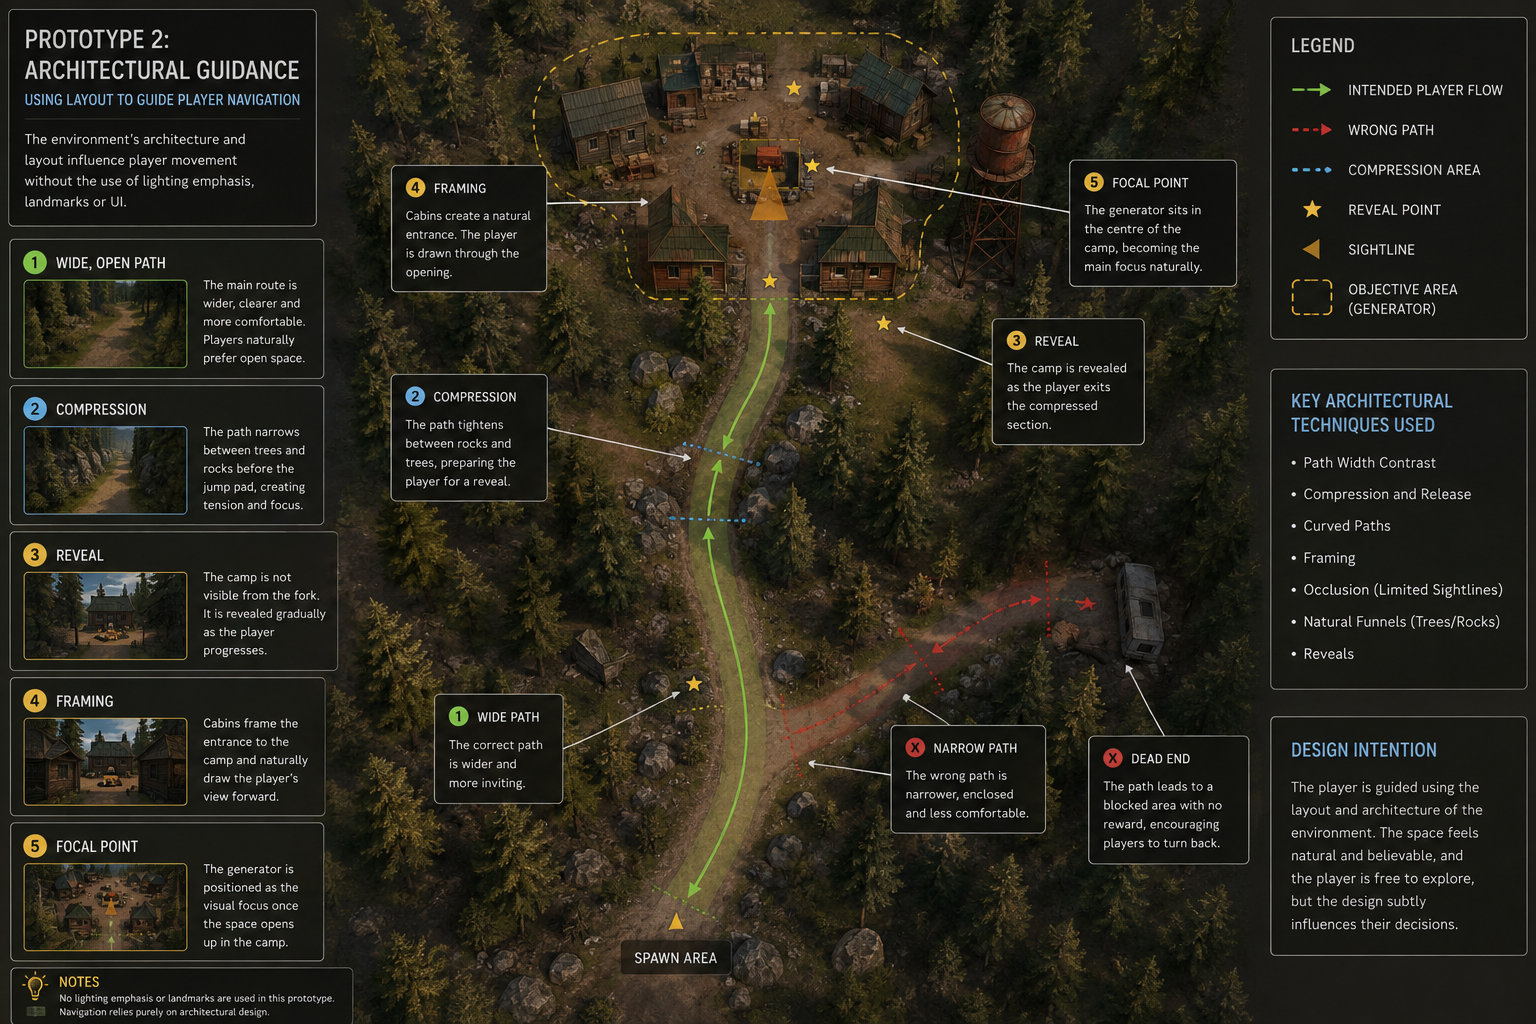 PROTOTYPE 2:
ARCHITECTURAL GUIDANCE
USING LAYOUT TO GUIDE PLAYER NAVIGATION
The environment's architecture and
layout influence player movement
without the use of lighting emphasis,
landmarks or UI.
1 WIDE, OPEN PATH
The main route is
wider, clearer and
more comfortable.
Players naturally
prefer open space.
2 COMPRESSION
The path narrows
between trees and
rocks before the
jump pad, creating
tension and focus.
3 REVEAL
The camp is not
visible from the fork.
It is revealed gradually
as the player
progresses.
4 FRAMING
Cabins frame the
entrance to the
camp and naturally
draw the player's
view forward.
5 FOCAL POINT
The generator is
positioned as the
visual focus once
the space opens
up in the camp.
NOTES
No lighting emphasis or landmarks are used in this prototype.
Navigation relies purely on architectural design.
4 FRAMING
Cabins create a natural
entrance. The player
is drawn through the
opening.
5 FOCAL POINT
The generator sits in
the centre of the
camp, becoming the
main focus naturally.
3 REVEAL
The camp is revealed
as the player exits
the compressed
section.
2 COMPRESSION
The path tightens
between rocks and
trees, preparing the
player for a reveal.
1 WIDE PATH
The correct path
is wider and
more inviting.
X NARROW PATH
The wrong path is
narrower, enclosed
and less comfortable.
X DEAD END
The path leads to a
blocked area with no
reward, encouraging
players to turn back.
SPAWN AREA
LEGEND
INTENDED PLAYER FLOW
WRONG PATH
COMPRESSION AREA
REVEAL POINT
SIGHTLINE
OBJECTIVE AREA
(GENERATOR)
KEY ARCHITECTURAL
TECHNIQUES USED
• Path Width Contrast
• Compression and Release
• Curved Paths
• Framing
• Occlusion (Limited Sightlines)
• Natural Funnels (Trees/Rocks)
• Reveals
DESIGN INTENTION
The player is guided using the
layout and architecture of the
environment. The space feels
natural and believable, and
the player is free to explore,
but the design subtly
influences their decisions.